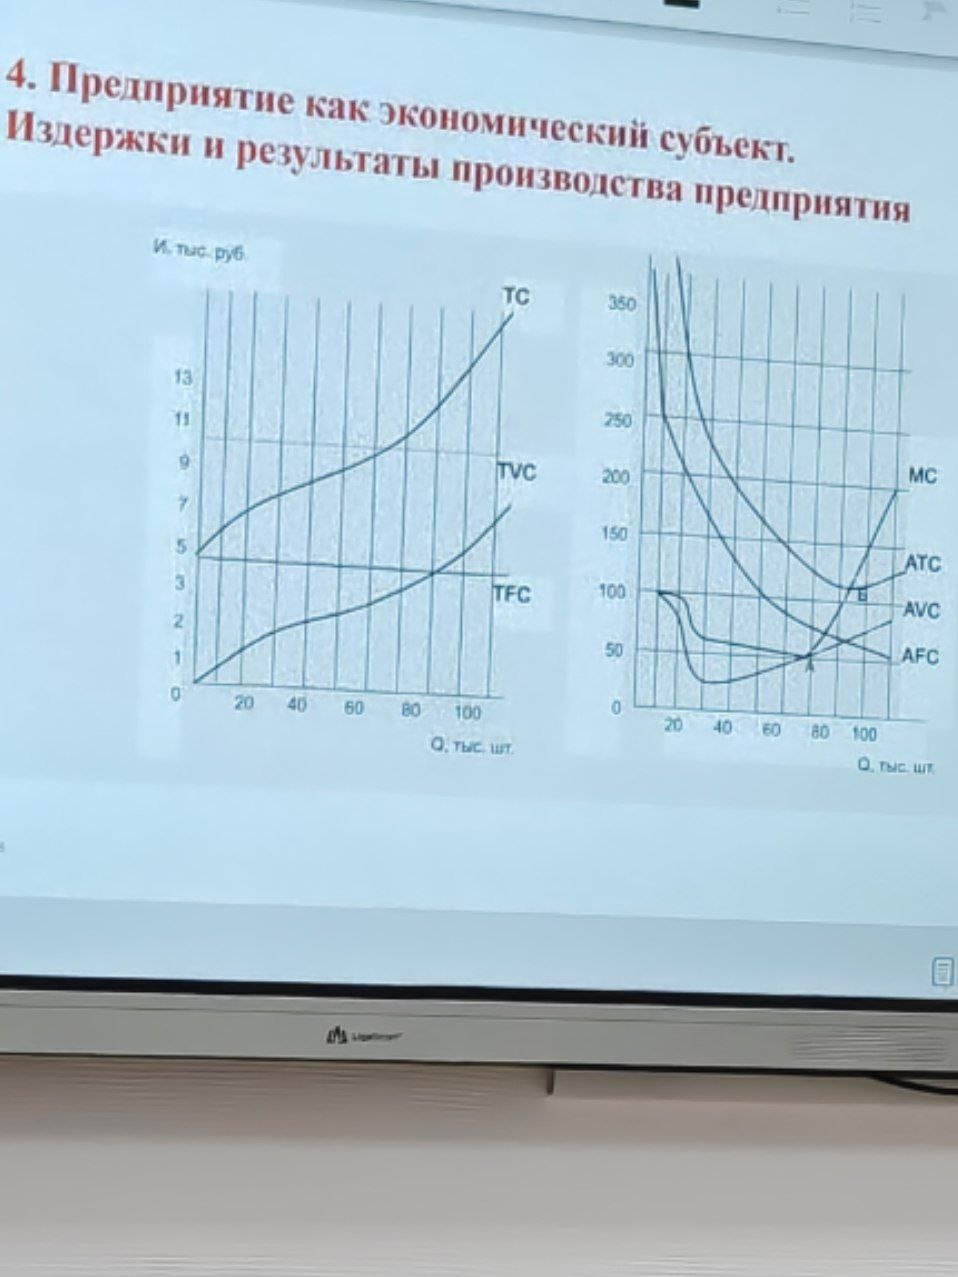 4. Предприятие как экономический субъект.
Издержки и результаты производства предприятия
И, тыс. руб.
TC
13
11
9
7
5
3
2
1
0
TVC
TFC
20 40 60 80 100
Q, тыс. шт.
350
300
250
200
150
100
50
0
MC
ATC
B
AVC
AFC
A
20 40 60 80 100
Q, тыс. шт.